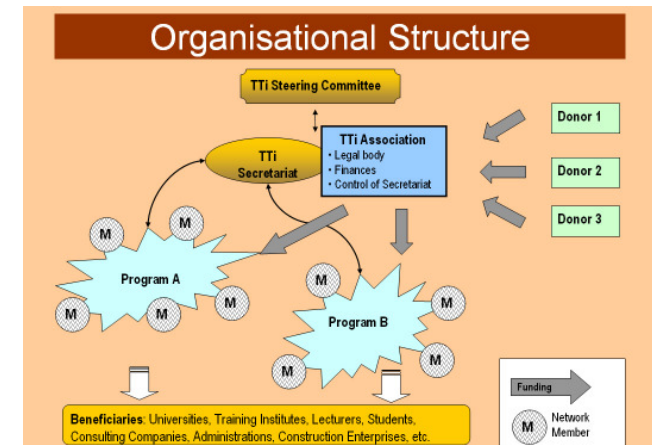 Organisational Structure
TTi Steering Committee
TTi Association
• Legal body
• Finances
• Control of Secretariat
TTi
Secretariat
Donor 1
Donor 2
Donor 3
M
M
Program A
M
M
M
M
Program B
M
M
Funding
M
Network
Member
Beneficiaries: Universities, Training Institutes, Lecturers, Students,
Consulting Companies, Administrations, Construction Enterprises, etc.